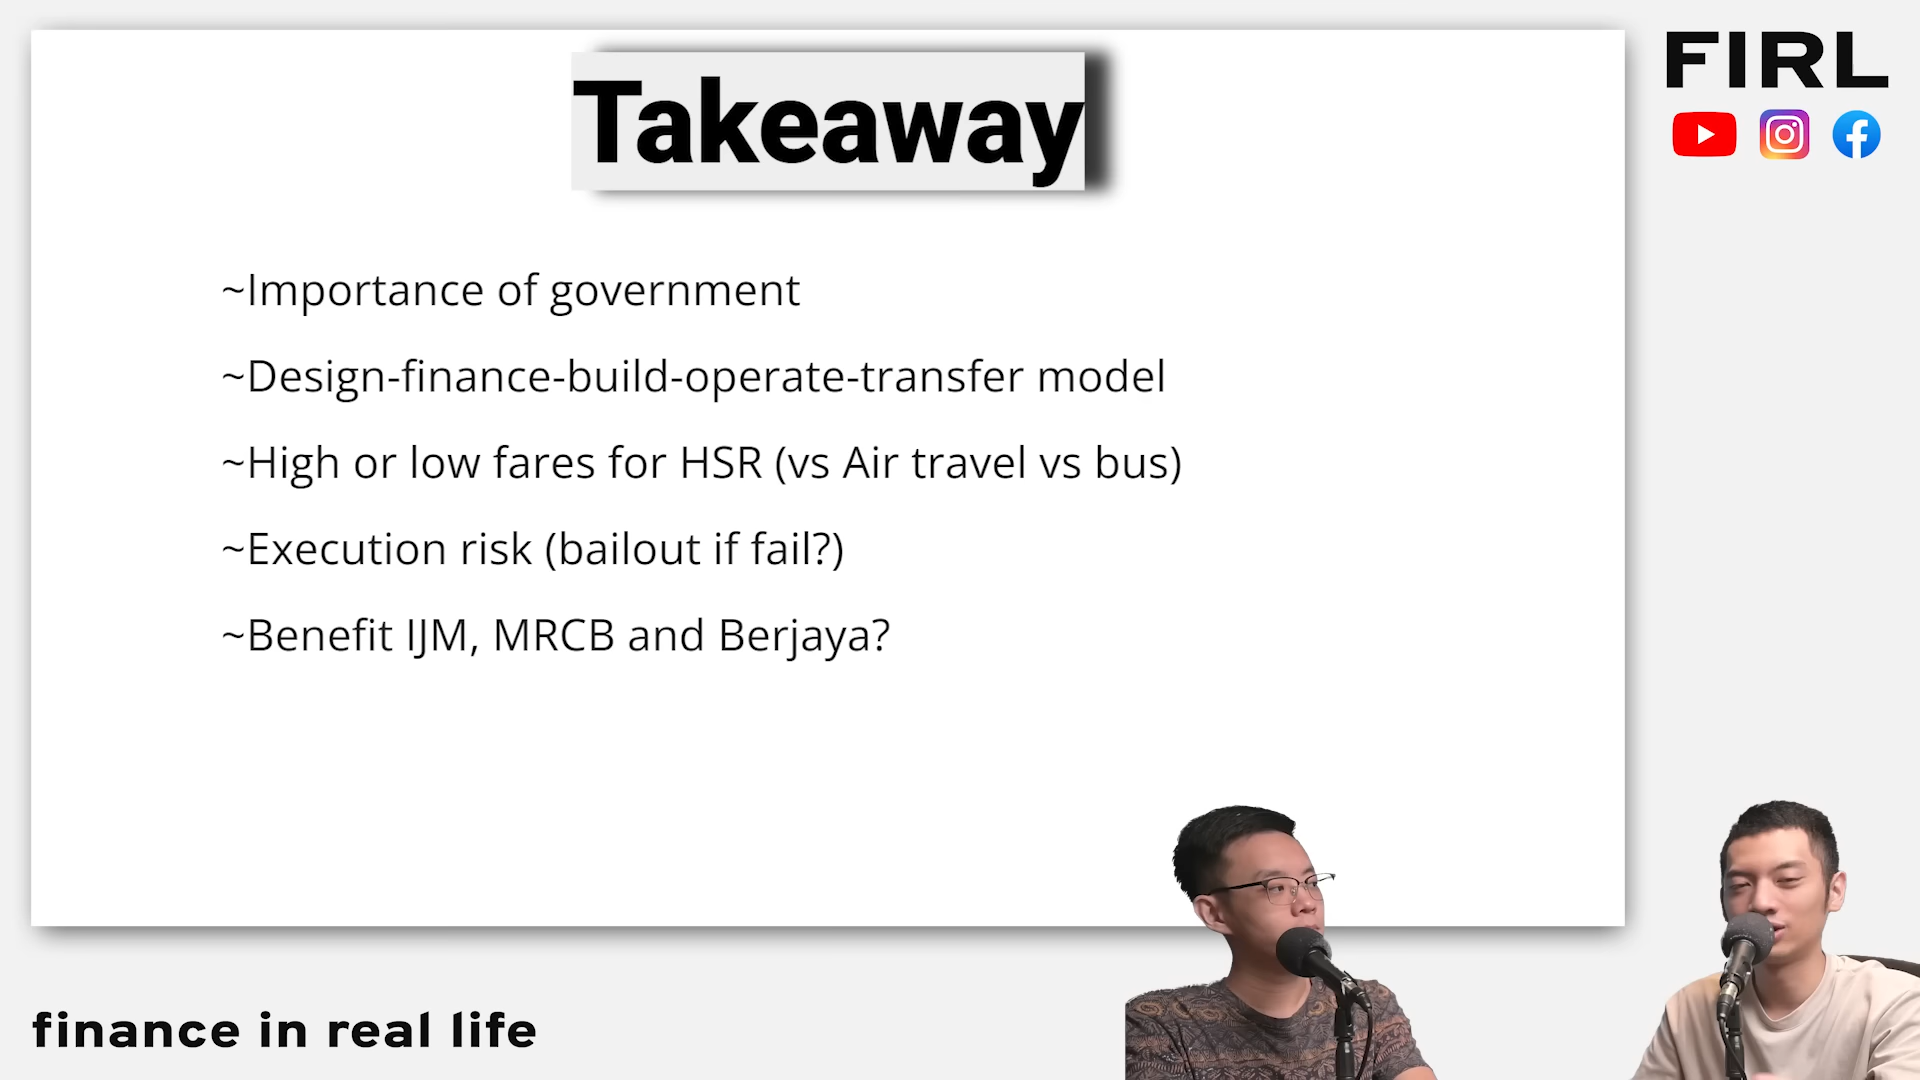 Takeaway
FIRL
~Importance of government
~Design-finance-build-operate-transfer model
~High or low fares for HSR (vs Air travel vs bus)
~Execution risk (bailout if fail?)
~Benefit IJM, MRCB and Berjaya?
finance in real life